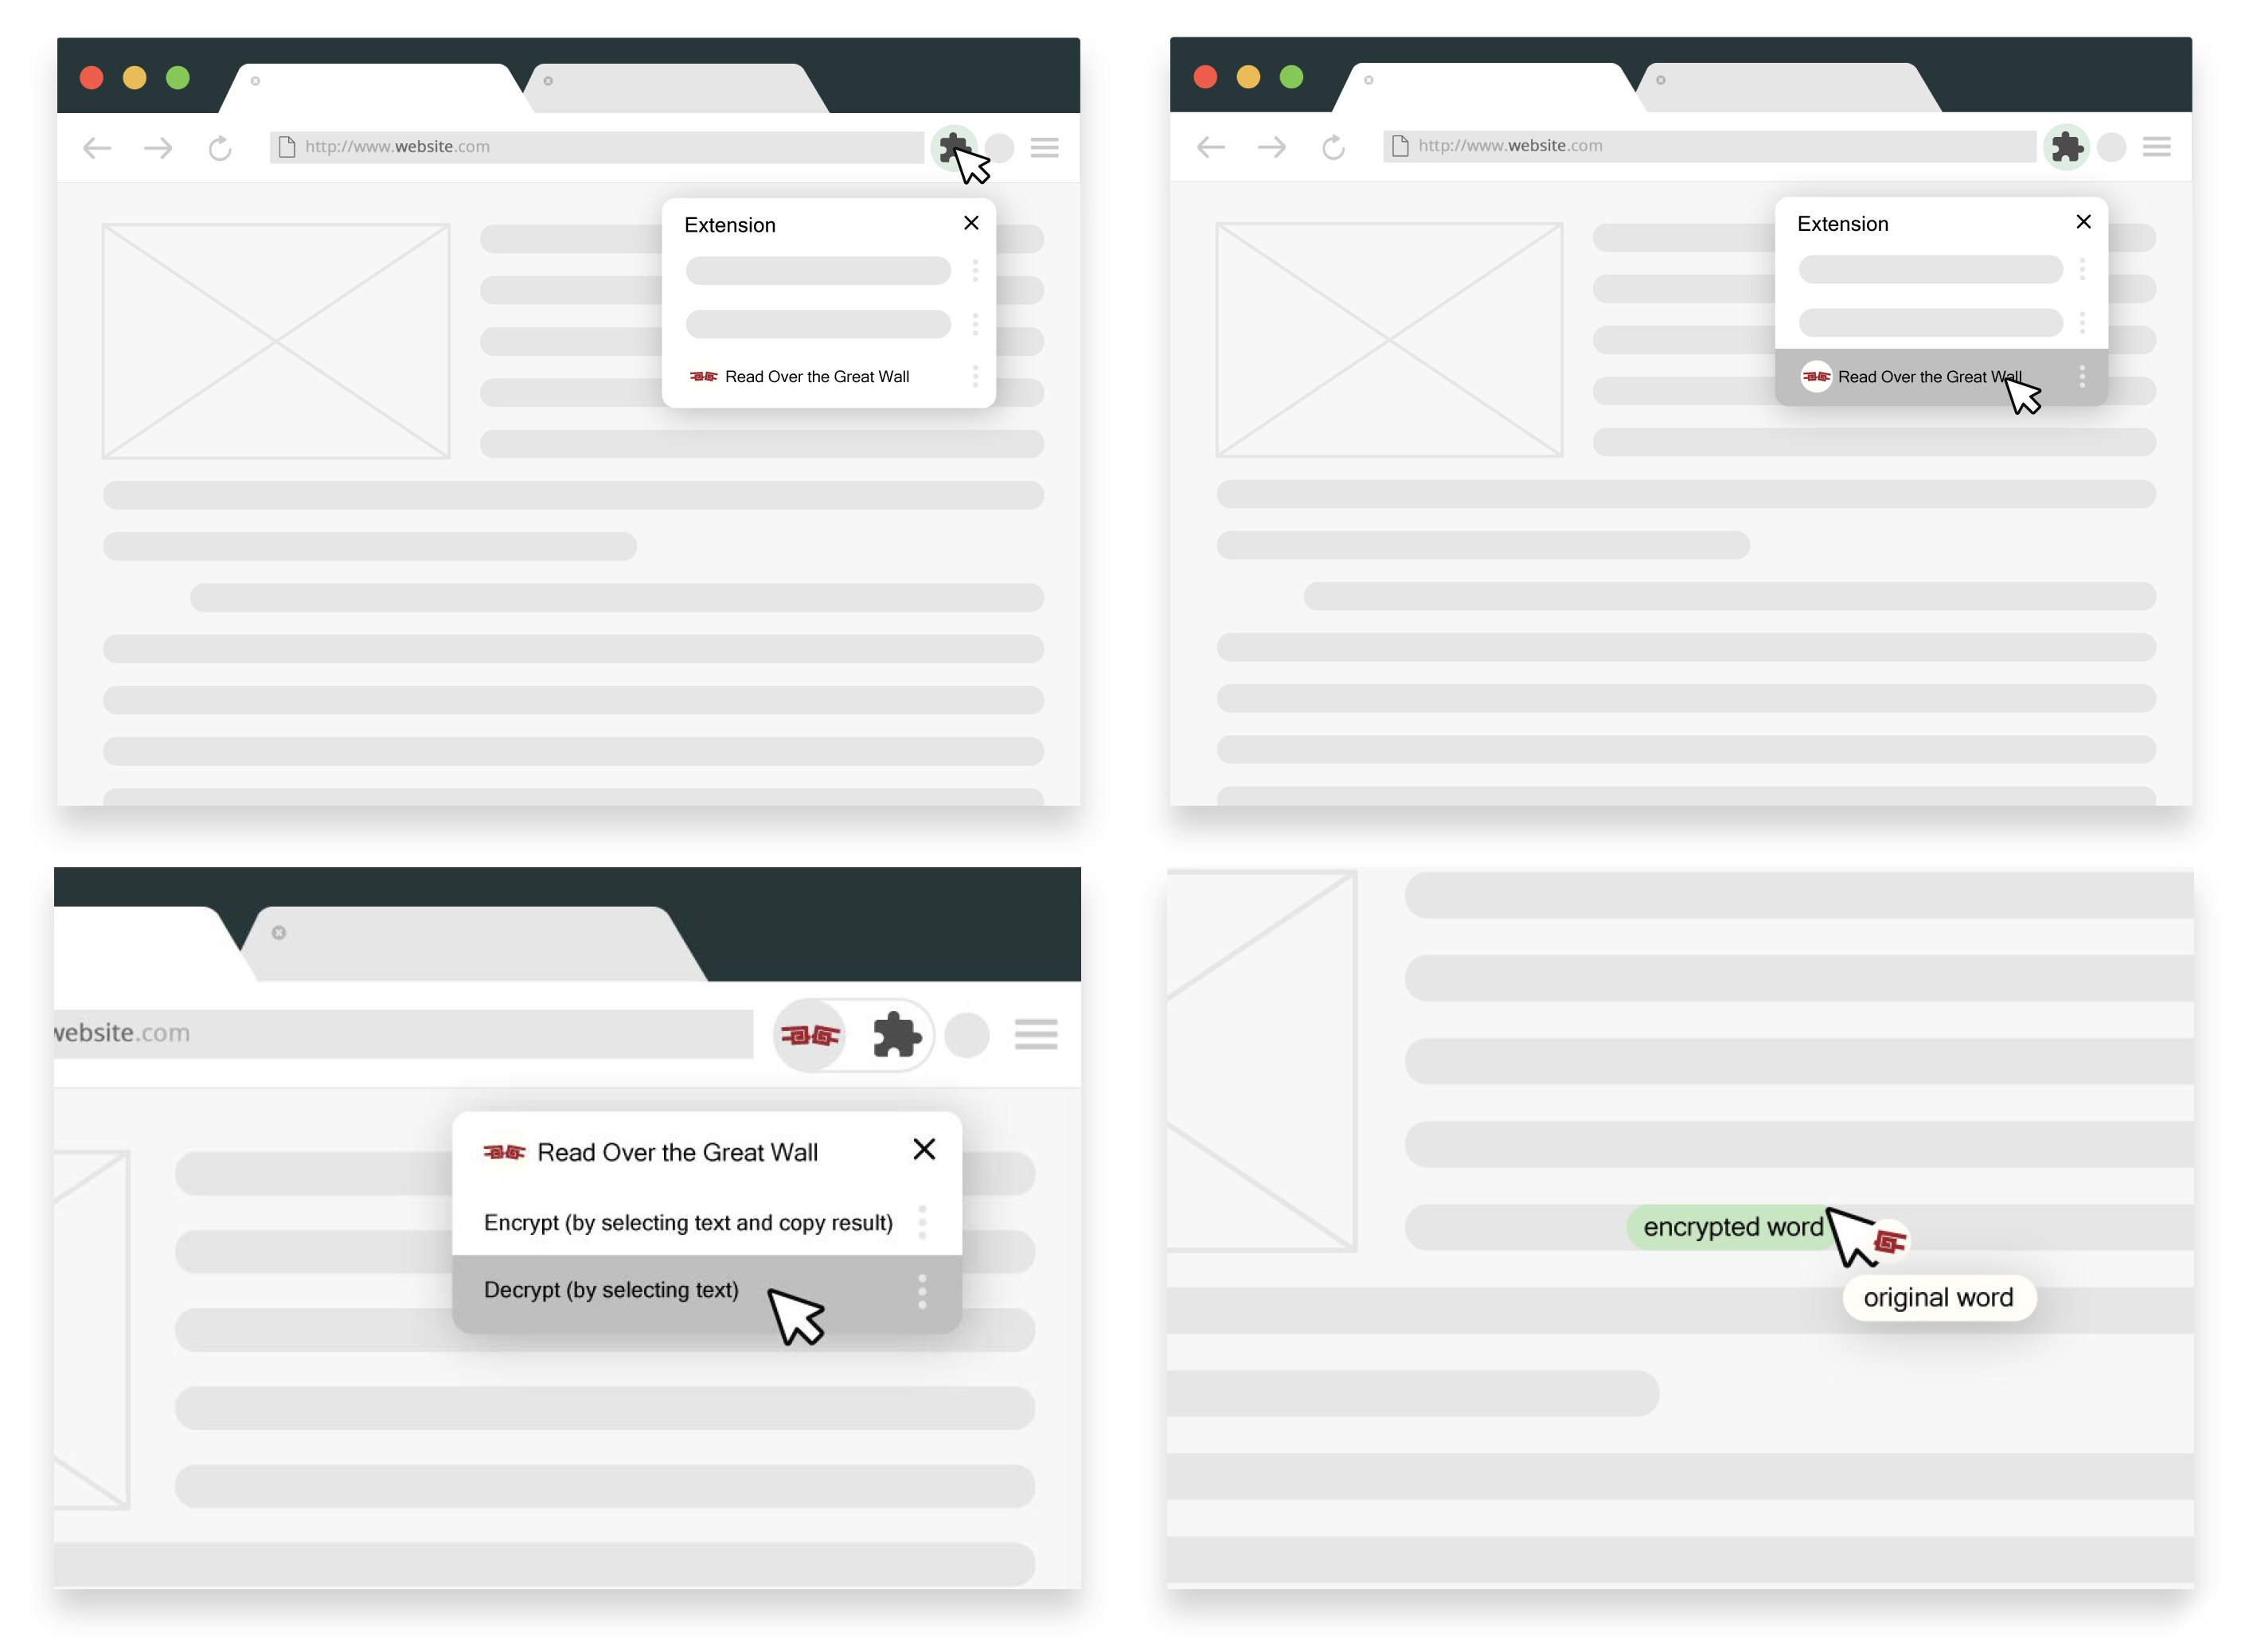 http://www.website.com
Extension
Read Over the Great Wall
http://www.website.com
Extension
Read Over the Great Wall
website.com
Read Over the Great Wall
Encrypt (by selecting text and copy result)
Decrypt (by selecting text)
encrypted word
original word